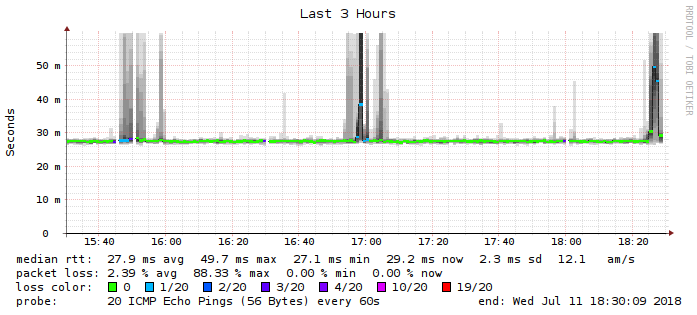 Last 3 Hours
RRDTOOL / TOBI OETIKER
Seconds
50 m
40 m
30 m
20 m
10 m
0
15:40 16:00 16:20 16:40 17:00 17:20 17:40 18:00 18:20
median rtt: 27.9 ms avg 49.7 ms max 27.1 ms min 29.2 ms now 2.3 ms sd 12.1 am/s
packet loss: 2.39 % avg 88.33 % max 0.00 % min 0.00 % now
loss color: 0 1/20 2/20 3/20 4/20 10/20 19/20
probe: 20 ICMP Echo Pings (56 Bytes) every 60s end: Wed Jul 11 18:30:09 2018